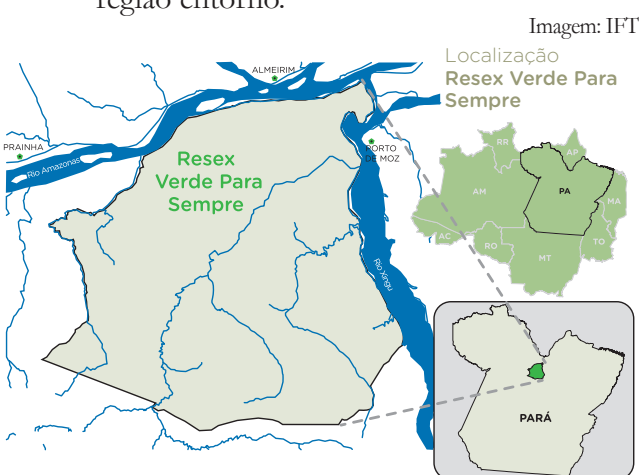 região entorno.
Imagem: IFT
Localização
Resex Verde Para
Sempre
ALMEIRIM
PRAINHA
Rio Amazonas
PORTO
DE MOZ
Resex
Verde Para
Sempre
Rio Xingu
RR
AP
AM
PA
MA
AC
RO
MT
TO
PARÁ